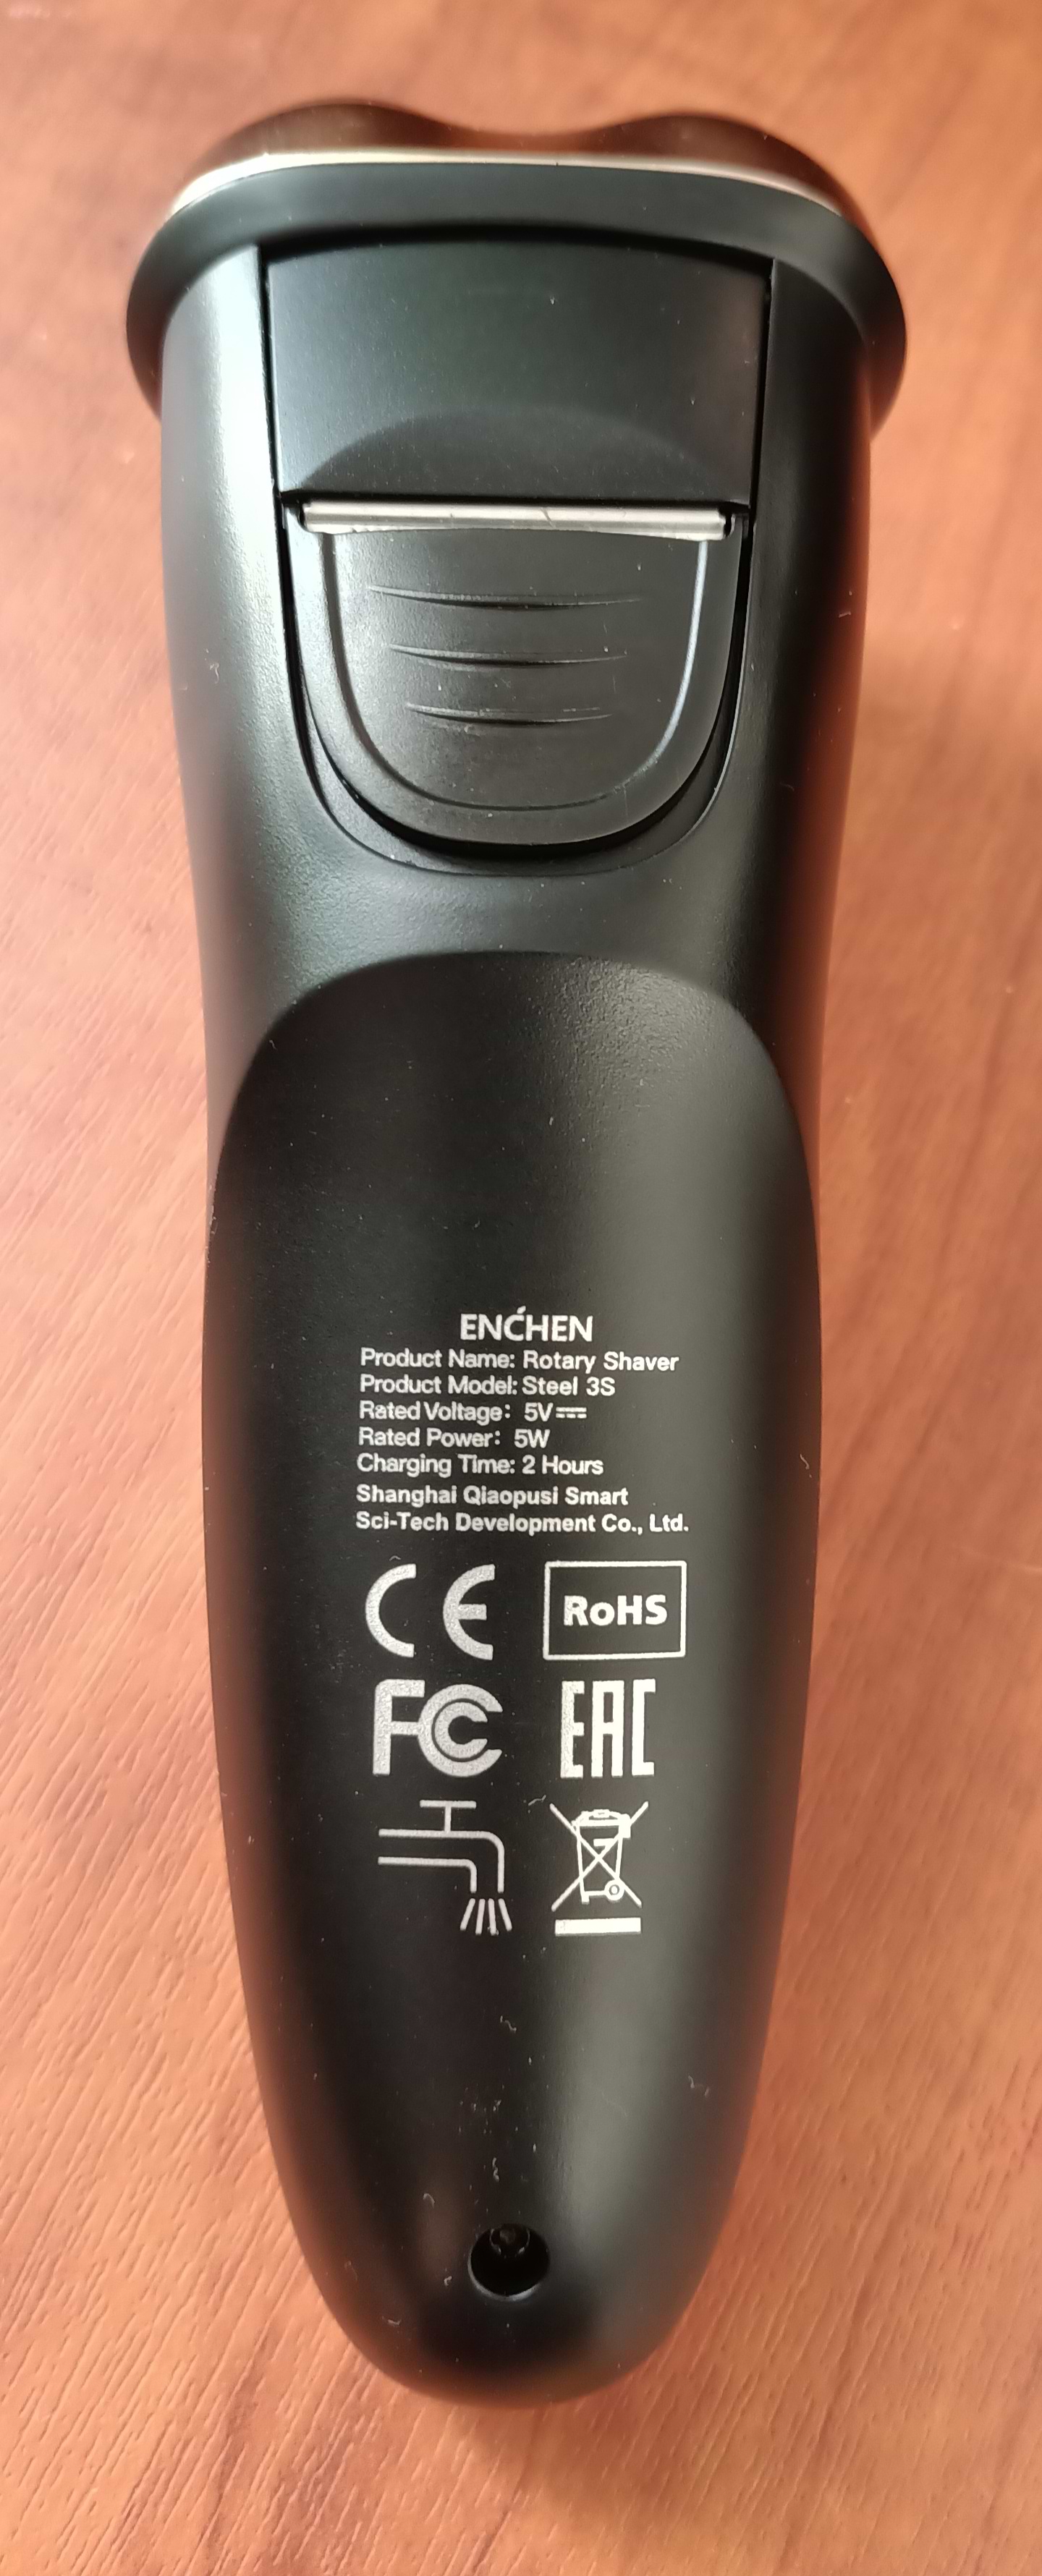 ENCHEN
Product Name: Rotary Shaver
Product Model: Steel 3S
Rated Voltage: 5V⎓
Rated Power: 5W
Charging Time: 2 Hours
Shanghai Qiaopusi Smart
Sci-Tech Development Co., Ltd.
CE RoHS
FC EAC